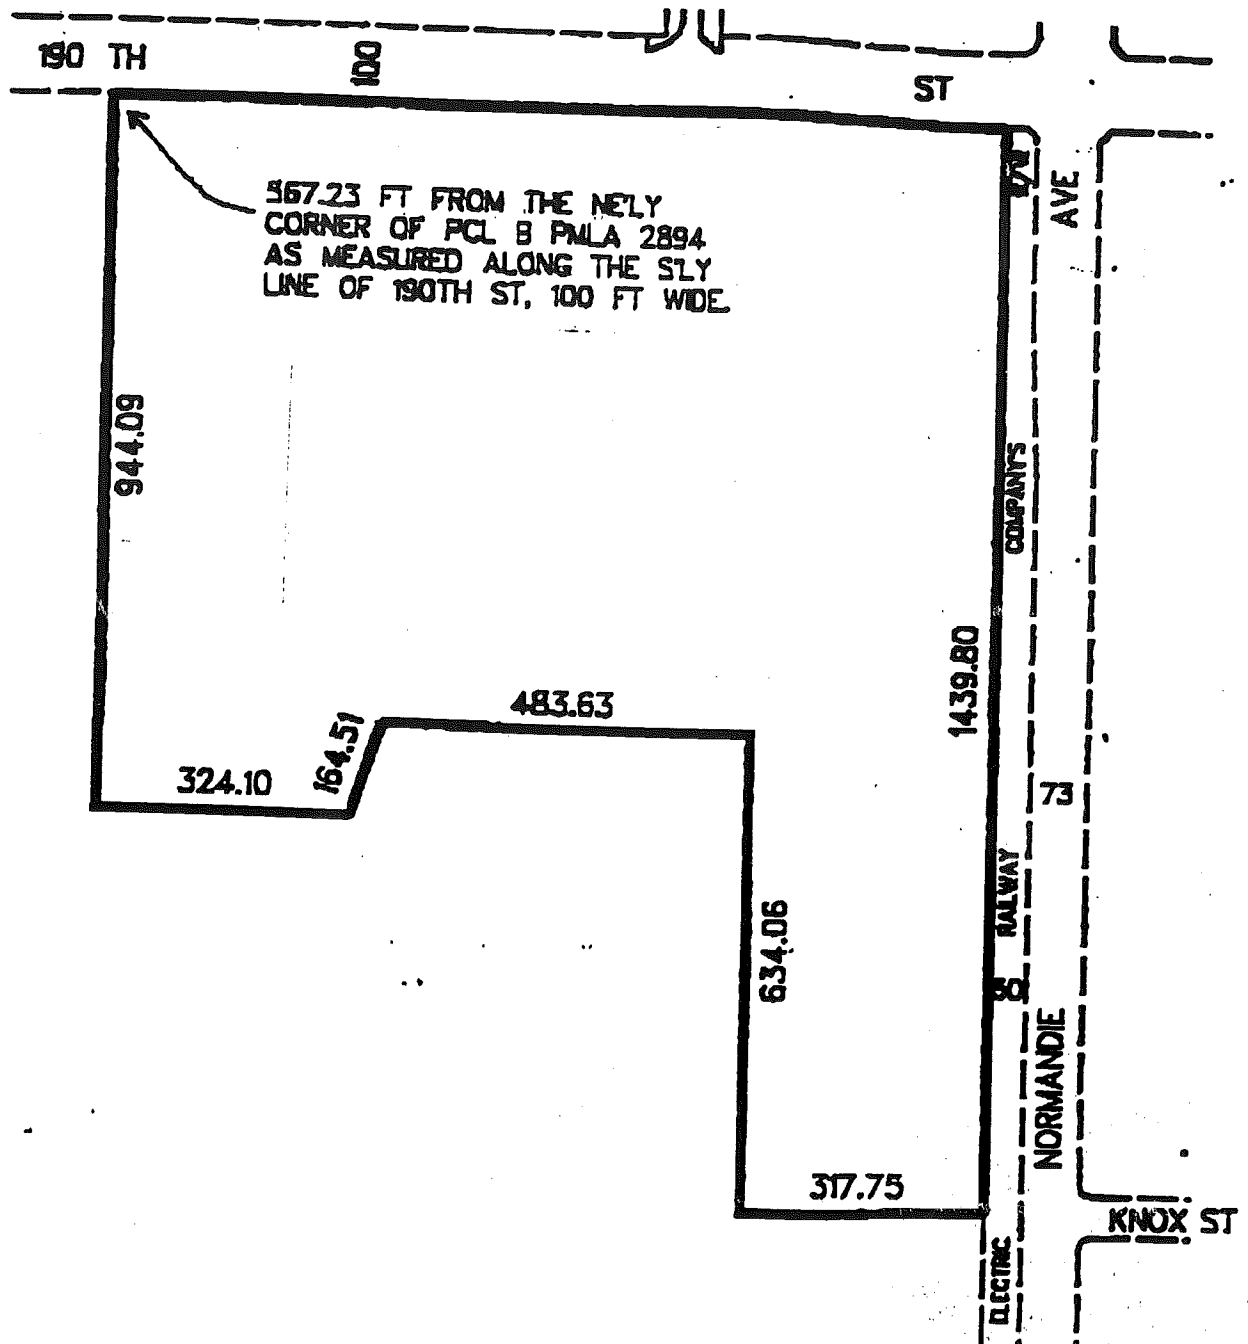 190 TH
100
ST
567.23 FT FROM THE NE'LY
CORNER OF PCL B PMLA 2894
AS MEASURED ALONG THE S'LY
LINE OF 190TH ST, 100 FT WIDE.
AVE
944.09
COMPANY'S
1439.80
483.63
164.51
324.10
73
RAILWAY
634.06
50
NORMANDIE
317.75
KNOX ST
ELECTRIC